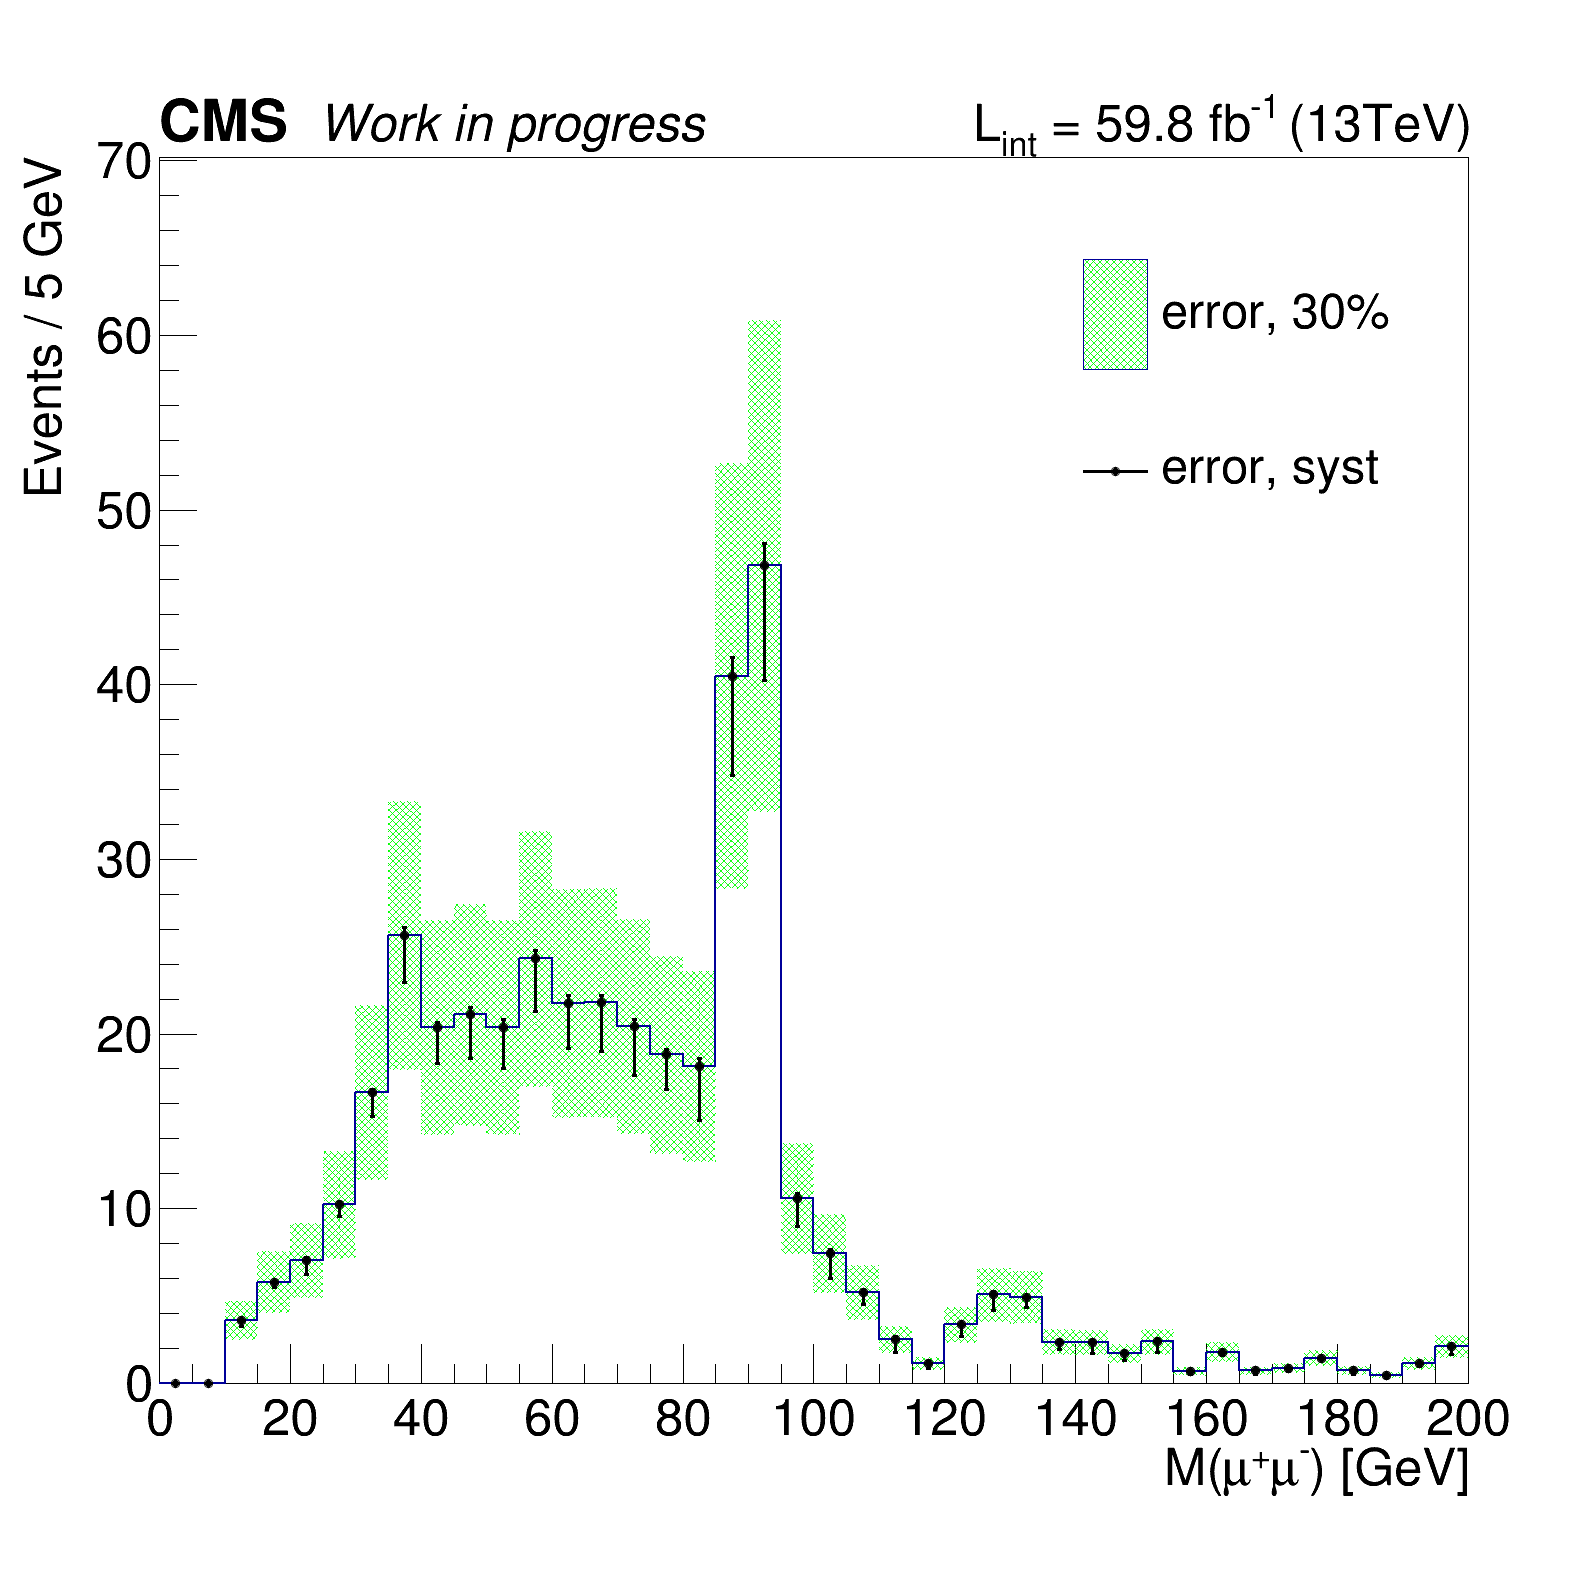 CMS Work in progress L_int = 59.8 fb^-1 (13TeV)
Events / 5 GeV
70
60
50
40
30
20
10
0
error, 30%
error, syst
0 20 40 60 80 100 120 140 160 180 200
M(μ⁺μ⁻) [GeV]